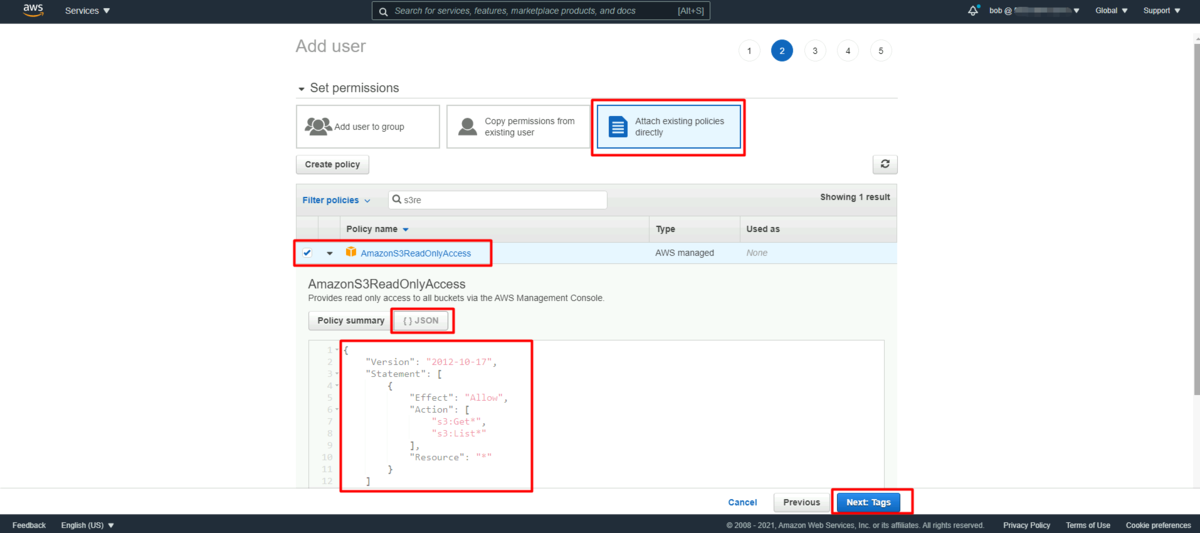 aws
Services
Search for services, features, marketplace products, and docs
[Alt+S]
bob @
Global
Support
Add user
1
2
3
4
5
Set permissions
Add user to group
Copy permissions from
existing user
Attach existing policies
directly
Create policy
Filter policies
s3re
Showing 1 result
Policy name
Type
Used as
AmazonS3ReadOnlyAccess
AWS managed
None
AmazonS3ReadOnlyAccess
Provides read only access to all buckets via the AWS Management Console.
Policy summary
{ } JSON
1 {
2 "Version": "2012-10-17",
3 "Statement": [
4 {
5 "Effect": "Allow",
6 "Action": [
7 "s3:Get*",
8 "s3:List*"
9 ],
10 "Resource": "*"
11 }
12 ]
Cancel
Previous
Next: Tags
Feedback
English (US)
© 2008 - 2021, Amazon Web Services, Inc. or its affiliates. All rights reserved.
Privacy Policy
Terms of Use
Cookie preferences